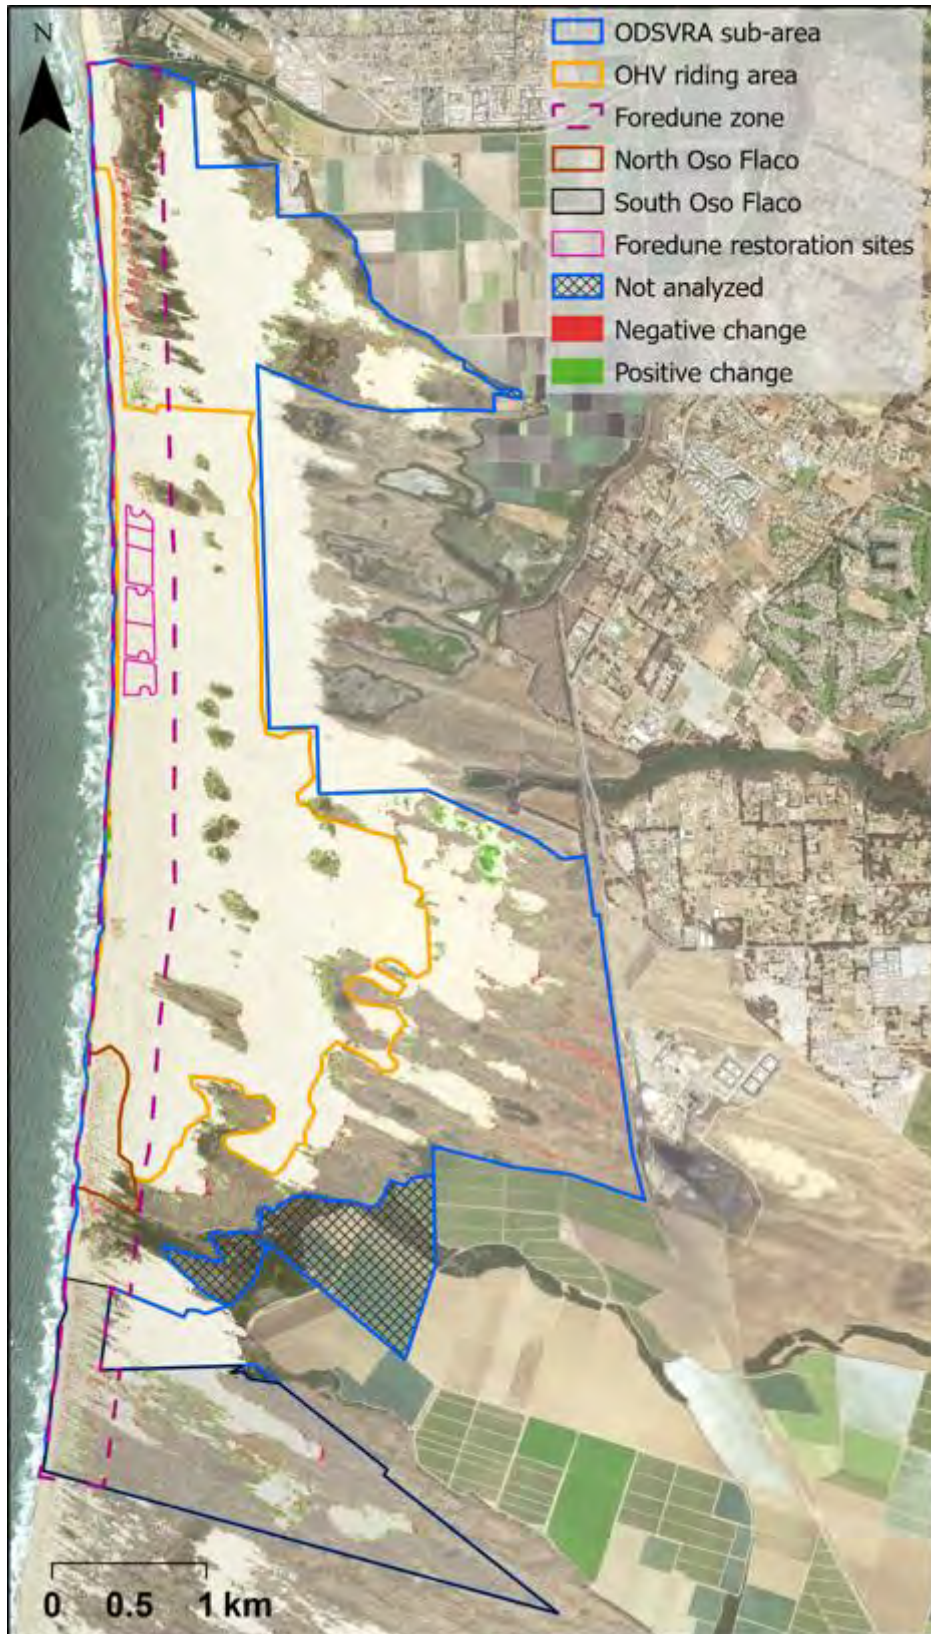 N
ODSVRA sub-area
OHV riding area
Foredune zone
North Oso Flaco
South Oso Flaco
Foredune restoration sites
Not analyzed
Negative change
Positive change
0 0.5 1 km